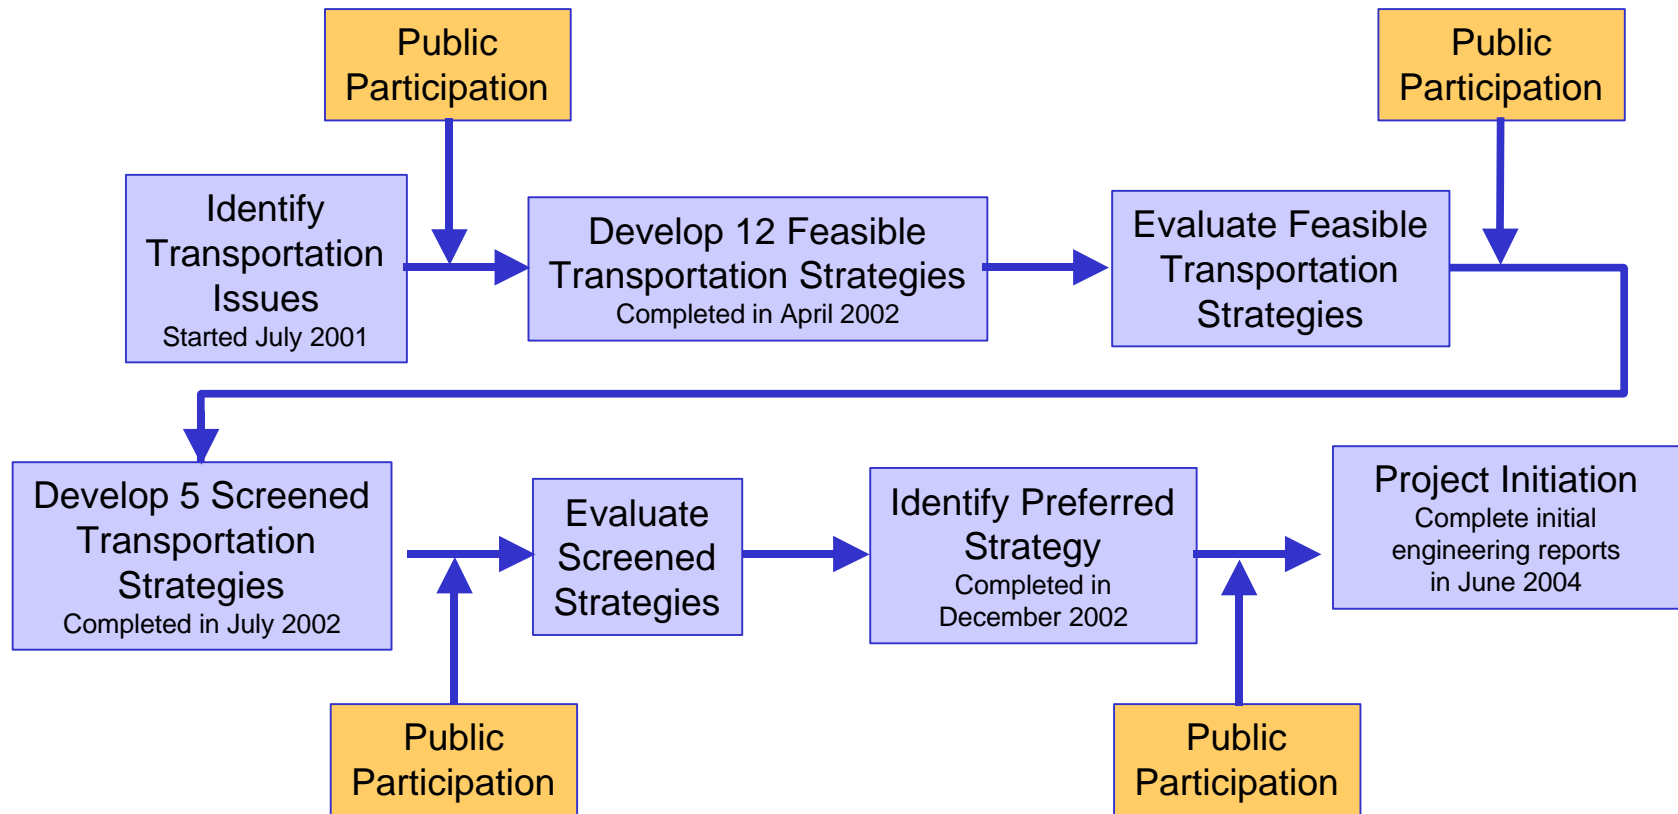 Public
Participation
Public
Participation
Identify
Transportation
Issues
Started July 2001
Develop 12 Feasible
Transportation Strategies
Completed in April 2002
Evaluate Feasible
Transportation
Strategies
Develop 5 Screened
Transportation
Strategies
Completed in July 2002
Evaluate
Screened
Strategies
Identify Preferred
Strategy
Completed in
December 2002
Project Initiation
Complete initial
engineering reports
in June 2004
Public
Participation
Public
Participation